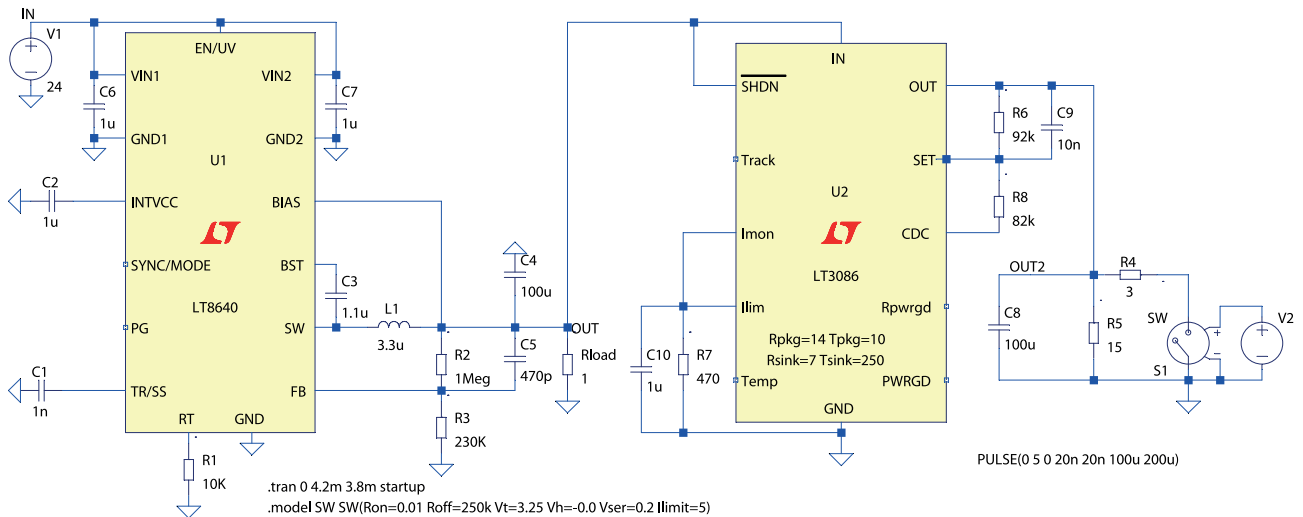 IN
V1
24
EN/UV
VIN1
VIN2
C6
1u
C7
1u
GND1
GND2
U1
C2
1u
INTVCC
BIAS
SYNC/MODE
BST
C3
1.1u
LT8640
PG
SW
L1
3.3u
C4
100u
OUT
C1
1n
TR/SS
FB
R2
1Meg
C5
470p
Rload
1
RT
GND
R3
230K
R1
10K
.tran 0 4.2m 3.8m startup
.model SW SW(Ron=0.01 Roff=250k Vt=3.25 Vh=-0.0 Vser=0.2 Ilimit=5)
IN
SHDN
OUT
R6
92k
C9
10n
Track
SET
U2
R8
82k
Imon
CDC
LT3086
Ilim
Rpwrgd
C10
1u
R7
470
Rpkg=14 Tpkg=10
Rsink=7 Tsink=250
Temp
PWRGD
GND
OUT2
R4
3
C8
100u
R5
15
SW
S1
V2
PULSE(0 5 0 20n 20n 100u 200u)